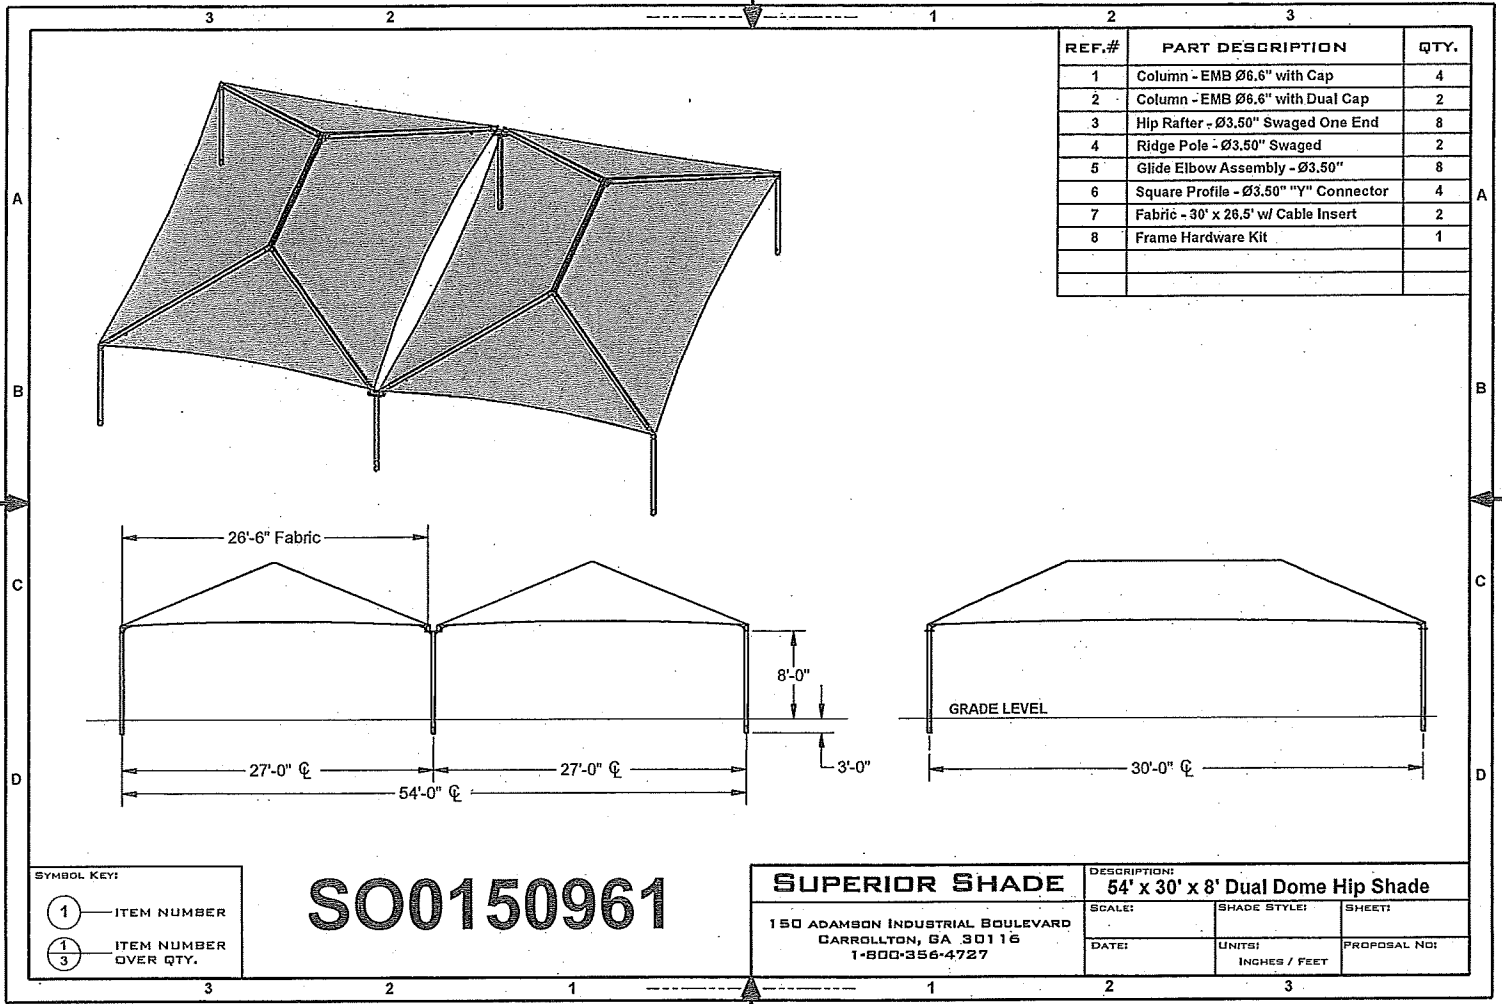 3 2 1 2 3
REF.# PART DESCRIPTION QTY.
1 Column - EMB Ø6.6" with Cap 4
2 Column - EMB Ø6.6" with Dual Cap 2
3 Hip Rafter - Ø3.50" Swaged One End 8
4 Ridge Pole - Ø3.50" Swaged 2
5 Glide Elbow Assembly - Ø3.50" 8
6 Square Profile - Ø3.50" "Y" Connector 4
7 Fabric - 30' x 26.5' w/ Cable Insert 2
8 Frame Hardware Kit 1
A A
B B
26'-6" Fabric
C C
8'-0"
GRADE LEVEL
27'-0" ℄ 27'-0" ℄ 3'-0" 30'-0" ℄
D D
54'-0" ℄
SYMBOL KEY:
1 ITEM NUMBER
1
3
ITEM NUMBER
OVER QTY.
SO0150961
SUPERIOR SHADE
150 ADAMSON INDUSTRIAL BOULEVARD
CARROLLTON, GA 30116
1-800-356-4727
DESCRIPTION:
54' x 30' x 8' Dual Dome Hip Shade
SCALE: SHADE STYLE: SHEET:
DATE: UNITS: PROPOSAL NO:
INCHES / FEET
3 2 1 1 2 3